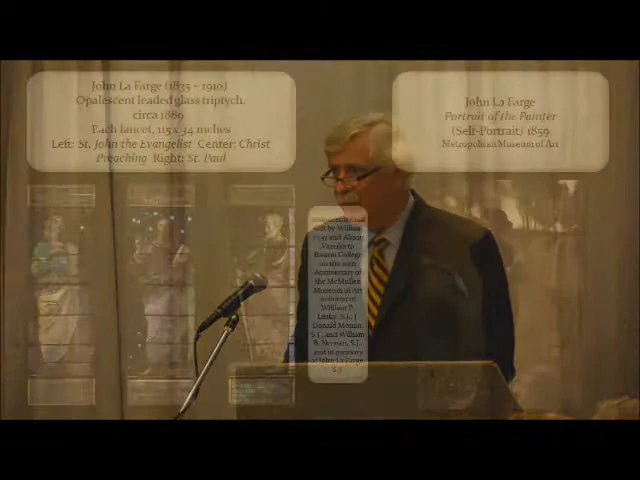 John La Farge (1835 – 1910)
Opalescent leaded glass triptych.
circa 1889
Each lancet, 115 x 34 inches
Left: St. John the Evangelist Center: Christ
Preaching Right: St. Paul
John La Farge
Portrait of the Painter
(Self-Portrait) 1859
Metropolitan Museum of Art
gift by William
and Alison
Vareika to
Boston College
on the 20th
Anniversary of
the McMullen
Museum of Art
in honor of
William P.
Leahy, S.J., J.
Donald Monan,
S.J., and William
B. Neenan, S.J.
and in memory
of John La Farge
S.J.